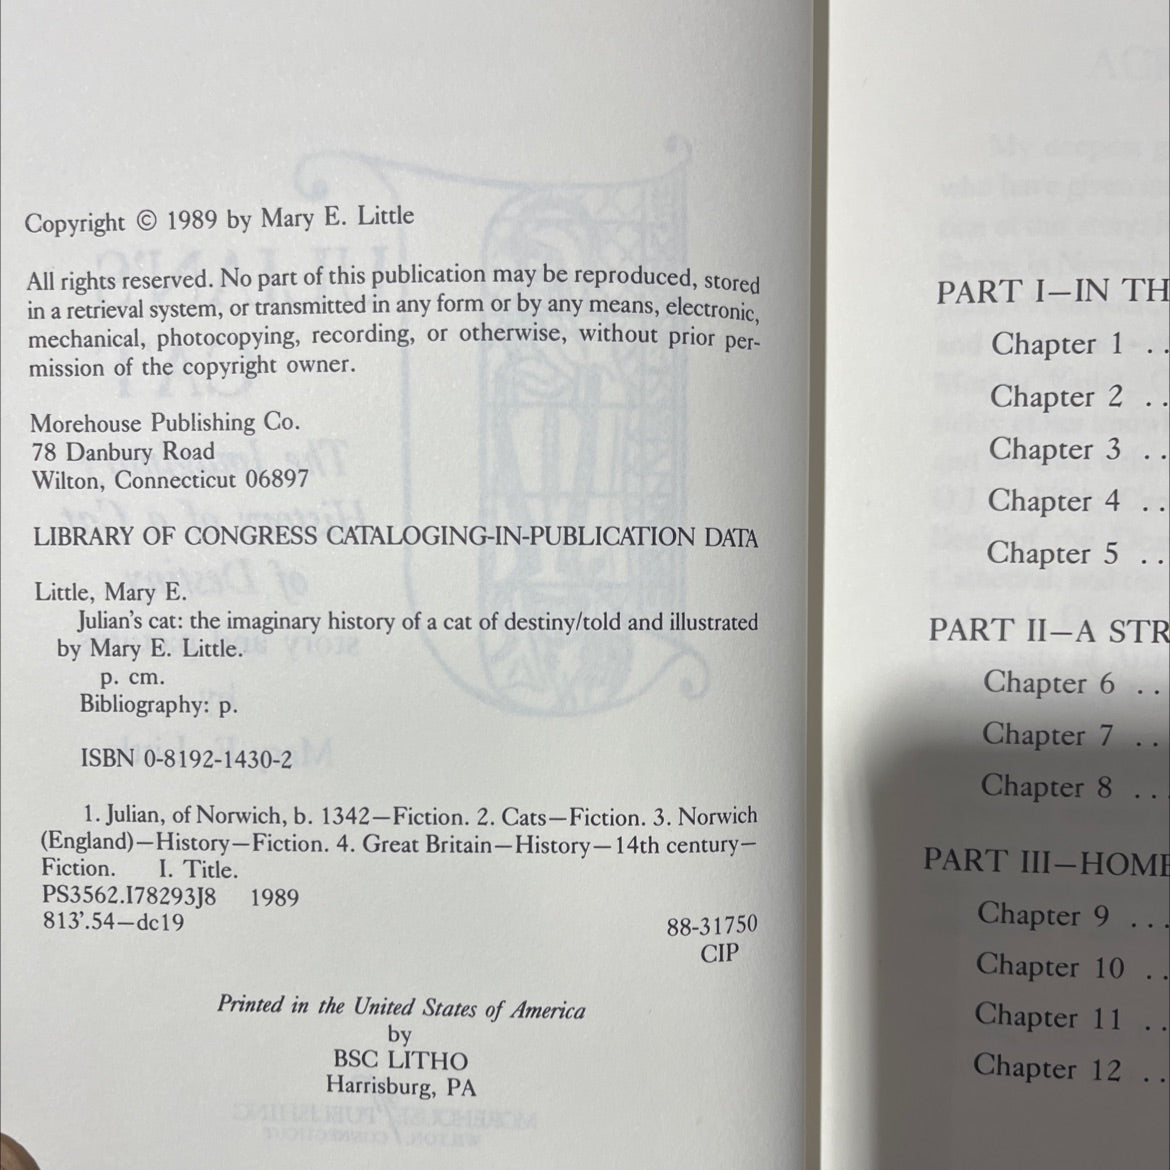 Copyright © 1989 by Mary E. Little
All rights reserved. No part of this publication may be reproduced, stored
in a retrieval system, or transmitted in any form or by any means, electronic,
mechanical, photocopying, recording, or otherwise, without prior per-
mission of the copyright owner.
Morehouse Publishing Co.
78 Danbury Road
Wilton, Connecticut 06897
LIBRARY OF CONGRESS CATALOGING-IN-PUBLICATION DATA
Little, Mary E.
Julian's cat: the imaginary history of a cat of destiny/told and illustrated
by Mary E. Little.
p. cm.
Bibliography: p.
ISBN 0-8192-1430-2
1. Julian, of Norwich, b. 1342—Fiction. 2. Cats—Fiction. 3. Norwich
(England)—History—Fiction. 4. Great Britain—History—14th century—
Fiction. I. Title.
PS3562.I78293J8 1989
813'.54—dc19
88-31750
CIP
Printed in the United States of America
by
BSC LITHO
Harrisburg, PA
PART I—IN TH
Chapter 1 . .
Chapter 2 . .
Chapter 3 . .
Chapter 4 . .
Chapter 5 . .
PART II—A STR
Chapter 6 . .
Chapter 7 . .
Chapter 8 . .
PART III—HOME
Chapter 9 . . .
Chapter 10 . .
Chapter 11 . .
Chapter 12 . .